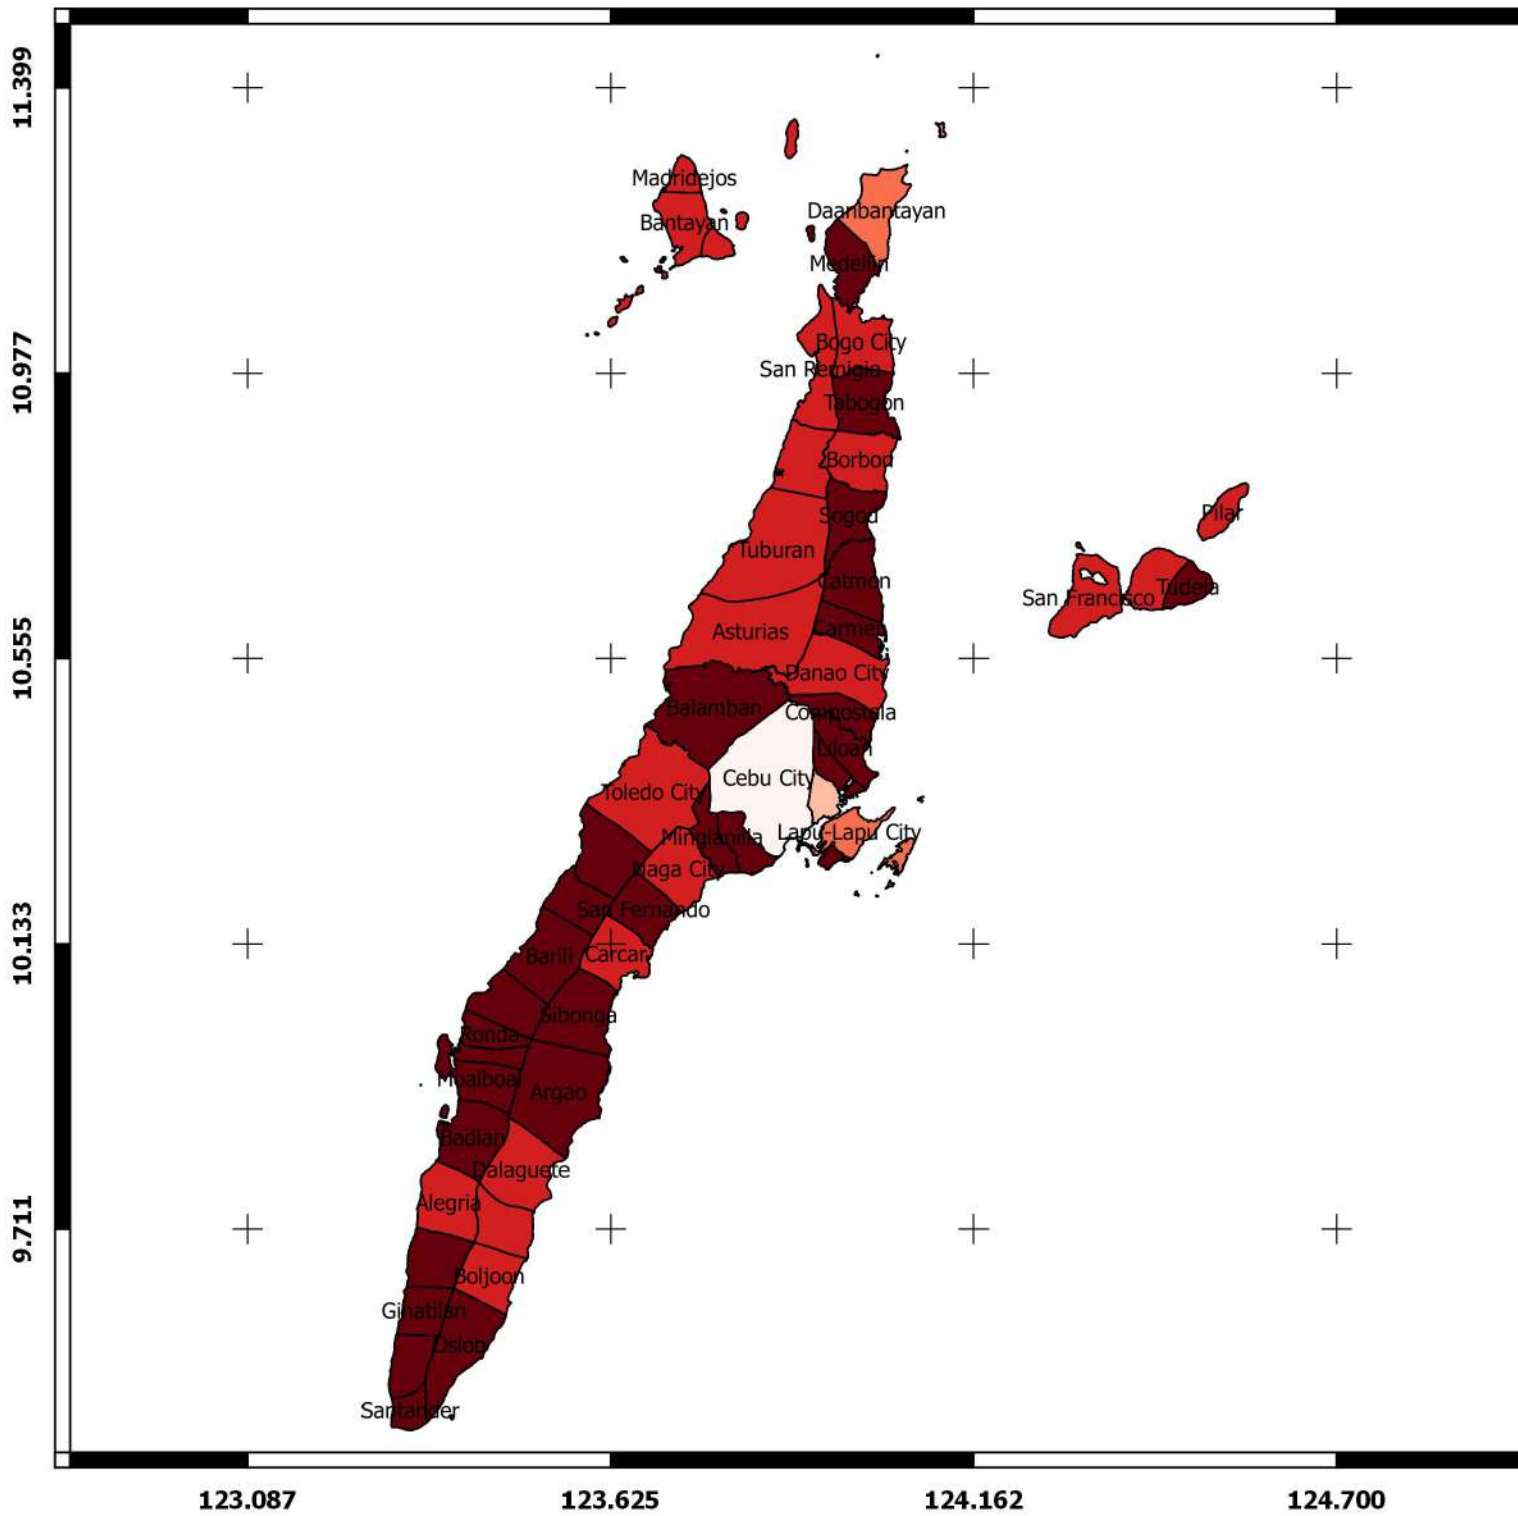 11.399
Madridejos
Daanbantayan
Bantayan
Medellin
Bogo City
San Remigio
10.977
Tabogon
Borbon
Pilar
Sogod
Tuburan
Catmon
Tudela
San Francisco
Carmen
Asturias
10.555
Danao City
Balamban
Compostela
Liloan
Cebu City
Toledo City
Lapu-Lapu City
Minglanilla
Naga City
San Fernando
10.133
Carcar
Barili
Sibonga
Ronda
Moalboal
Argao
Badian
Dalaguete
Alegria
9.711
Boljoon
Ginatilan
Oslob
Santander
123.087 123.625 124.162 124.700